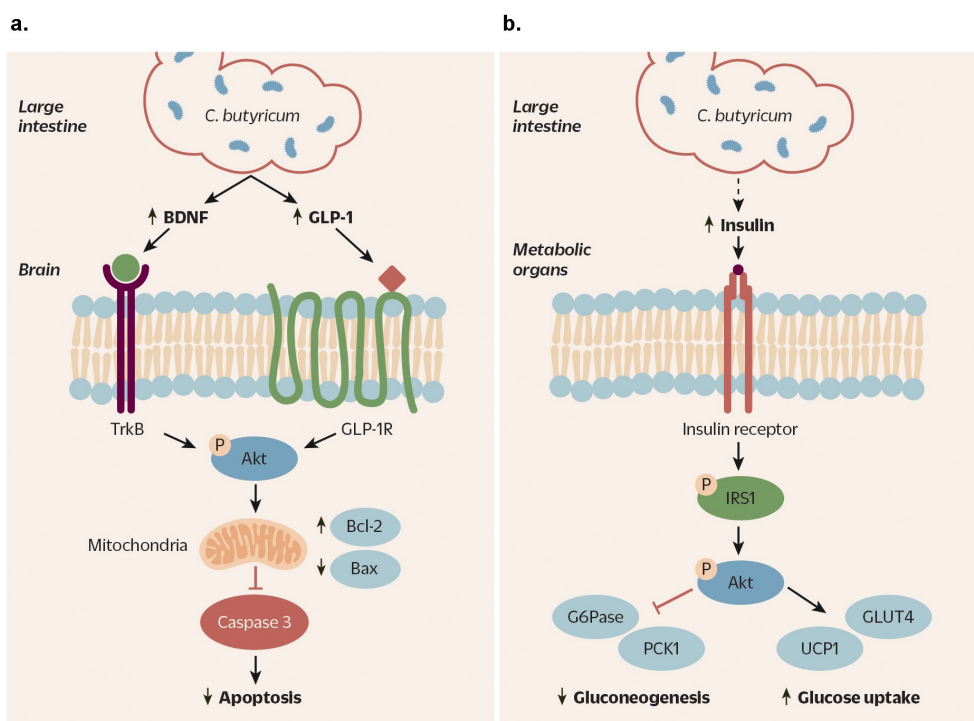 a.
Large
intestine
C. butyricum
↑ BDNF
↑ GLP-1
Brain
TrkB
GLP-1R
P
Akt
Mitochondria
↑ Bcl-2
↓ Bax
Caspase 3
↓ Apoptosis
b.
Large
intestine
C. butyricum
↑ Insulin
Metabolic
organs
Insulin receptor
P
IRS1
P
Akt
G6Pase
PCK1
GLUT4
UCP1
↓ Gluconeogenesis
↑ Glucose uptake